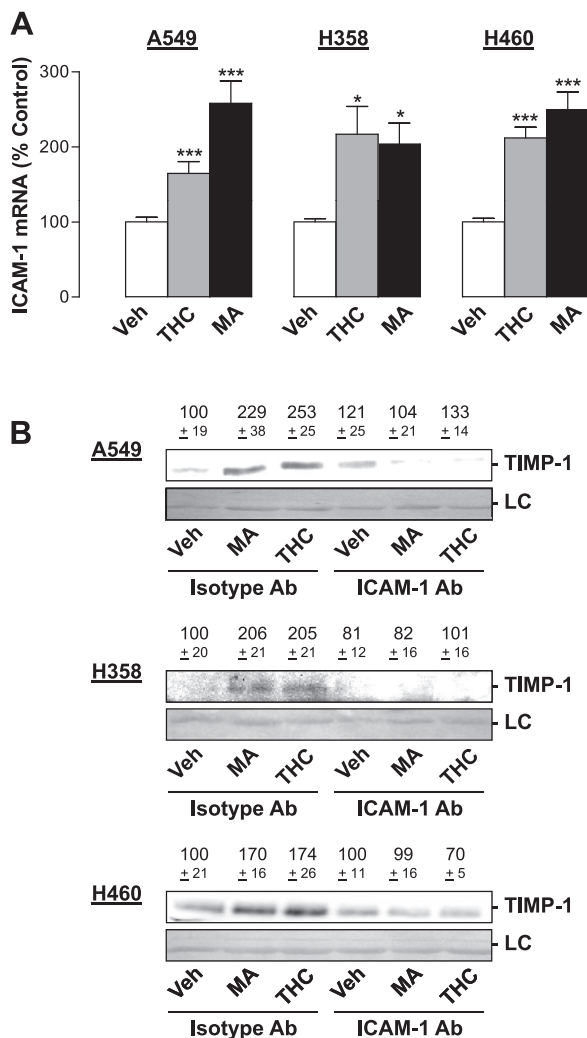 A
A549 H358 H460
ICAM-1 mRNA (% Control)
300
200
100
0
*** ***
* *
*** ***
Veh THC MA Veh THC MA Veh THC MA
B
100 229 253 121 104 133
± 19 ± 38 ± 25 ± 25 ± 21 ± 14
A549
TIMP-1
LC
Veh MA THC Veh MA THC
Isotype Ab ICAM-1 Ab
100 206 205 81 82 101
± 20 ± 21 ± 21 ± 12 ± 16 ± 16
H358
TIMP-1
LC
Veh MA THC Veh MA THC
Isotype Ab ICAM-1 Ab
100 170 174 100 99 70
± 21 ± 16 ± 26 ± 11 ± 16 ± 5
H460
TIMP-1
LC
Veh MA THC Veh MA THC
Isotype Ab ICAM-1 Ab